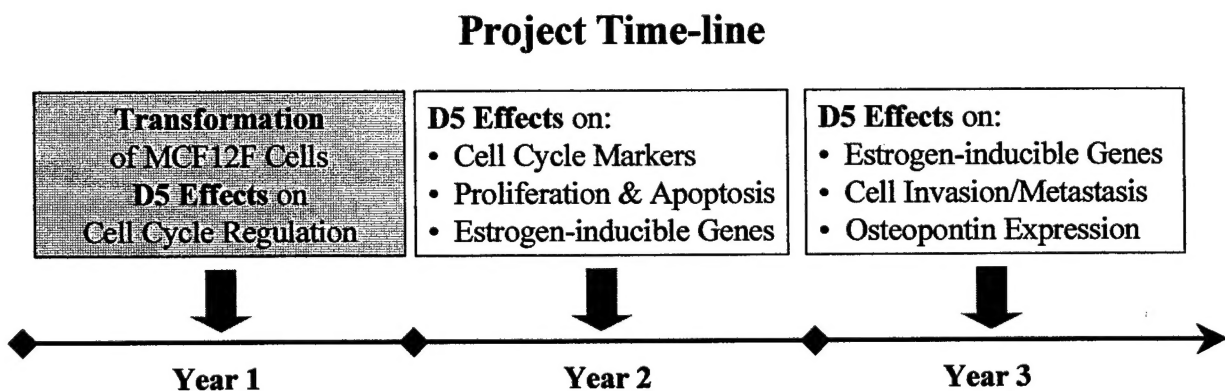 Project Time-line
Transformation
of MCF12F Cells
D5 Effects on
Cell Cycle Regulation
D5 Effects on:
• Cell Cycle Markers
• Proliferation & Apoptosis
• Estrogen-inducible Genes
D5 Effects on:
• Estrogen-inducible Genes
• Cell Invasion/Metastasis
• Osteopontin Expression
Year 1
Year 2
Year 3